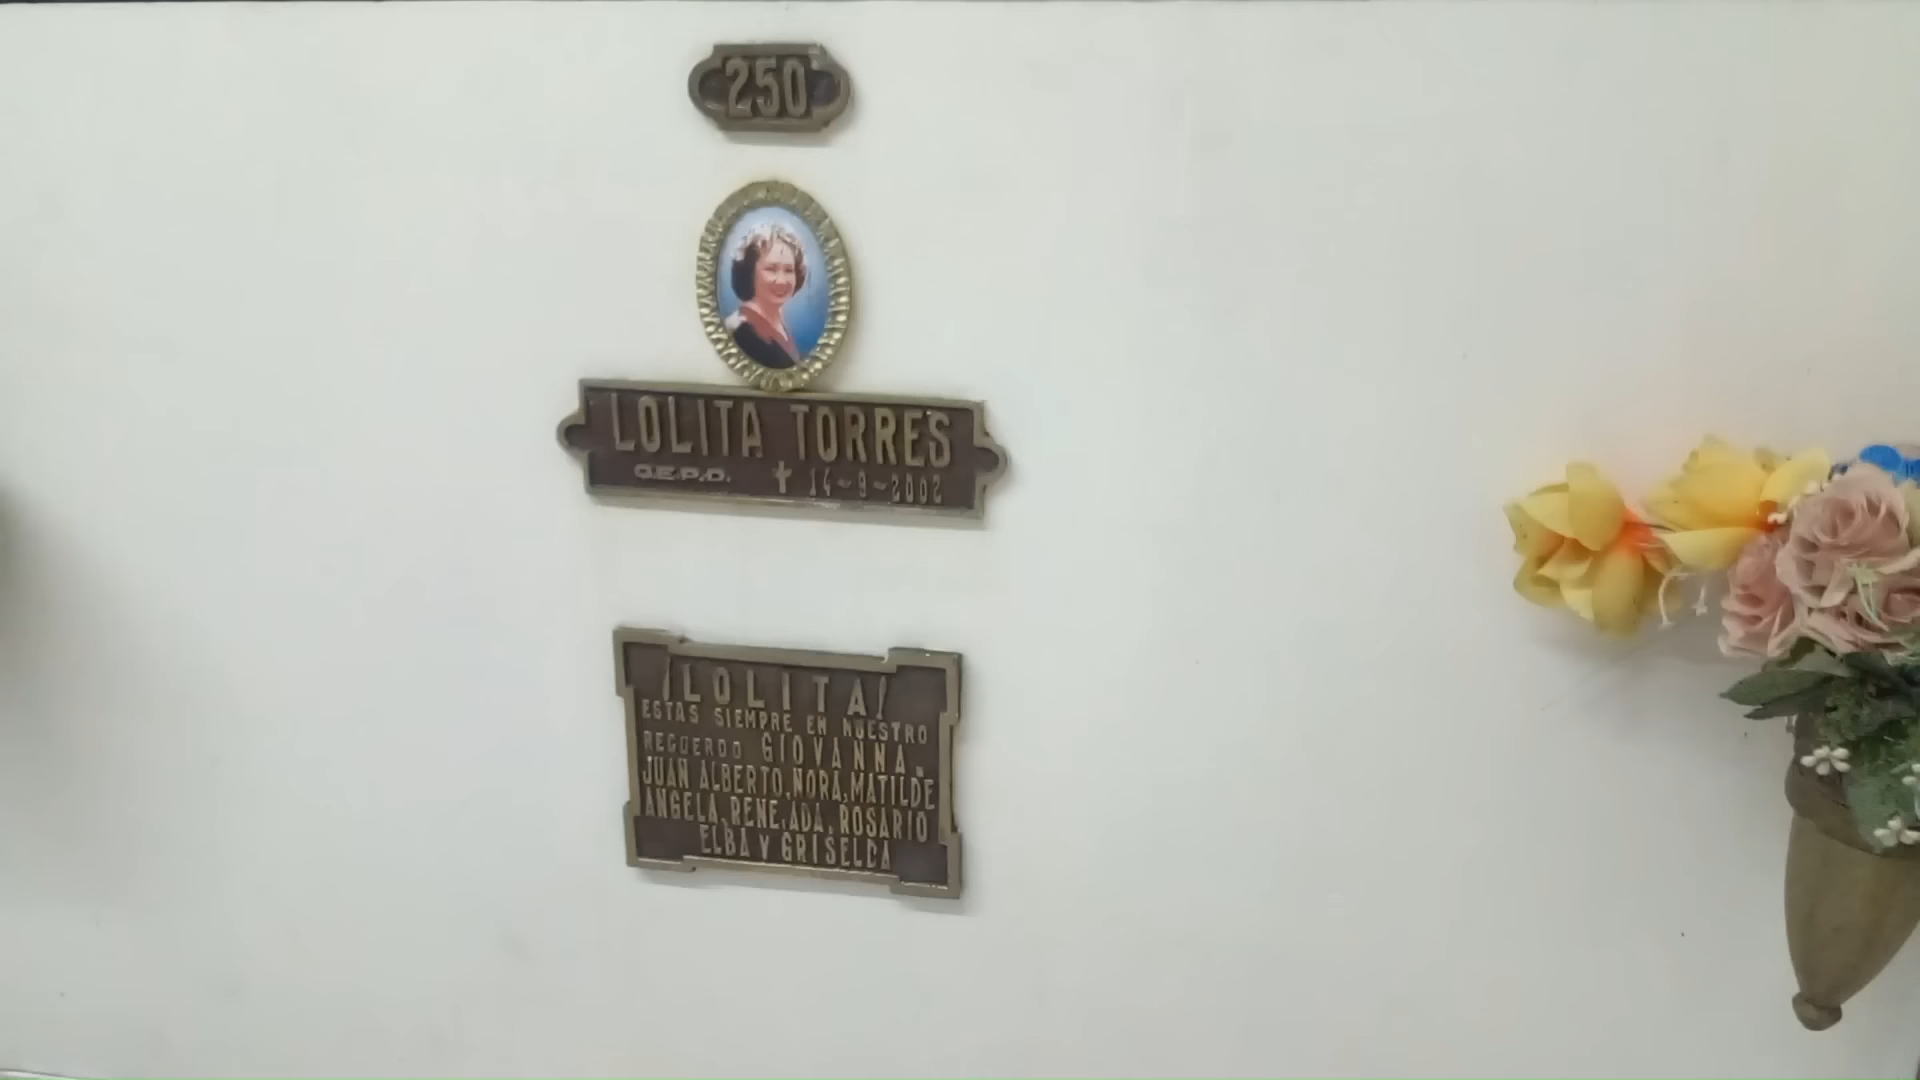 250
LOLITA TORRES
Q.E.P.D. ✝ 14-9-2002
¡LOLITA!
ESTAS SIEMPRE EN NUESTRO
RECUERDO GIOVANNA,
JUAN ALBERTO, NORA, MATILDE
ANGELA, RENE, ADA, ROSARIO
ELBA Y GRISELDA